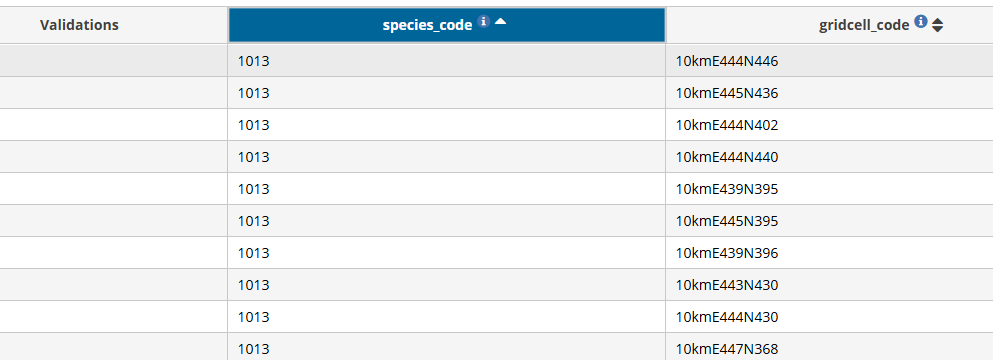 Validations species_code gridcell_code
1013 10kmE444N446
1013 10kmE445N436
1013 10kmE444N402
1013 10kmE444N440
1013 10kmE439N395
1013 10kmE445N395
1013 10kmE439N396
1013 10kmE443N430
1013 10kmE444N430
1013 10kmE447N368